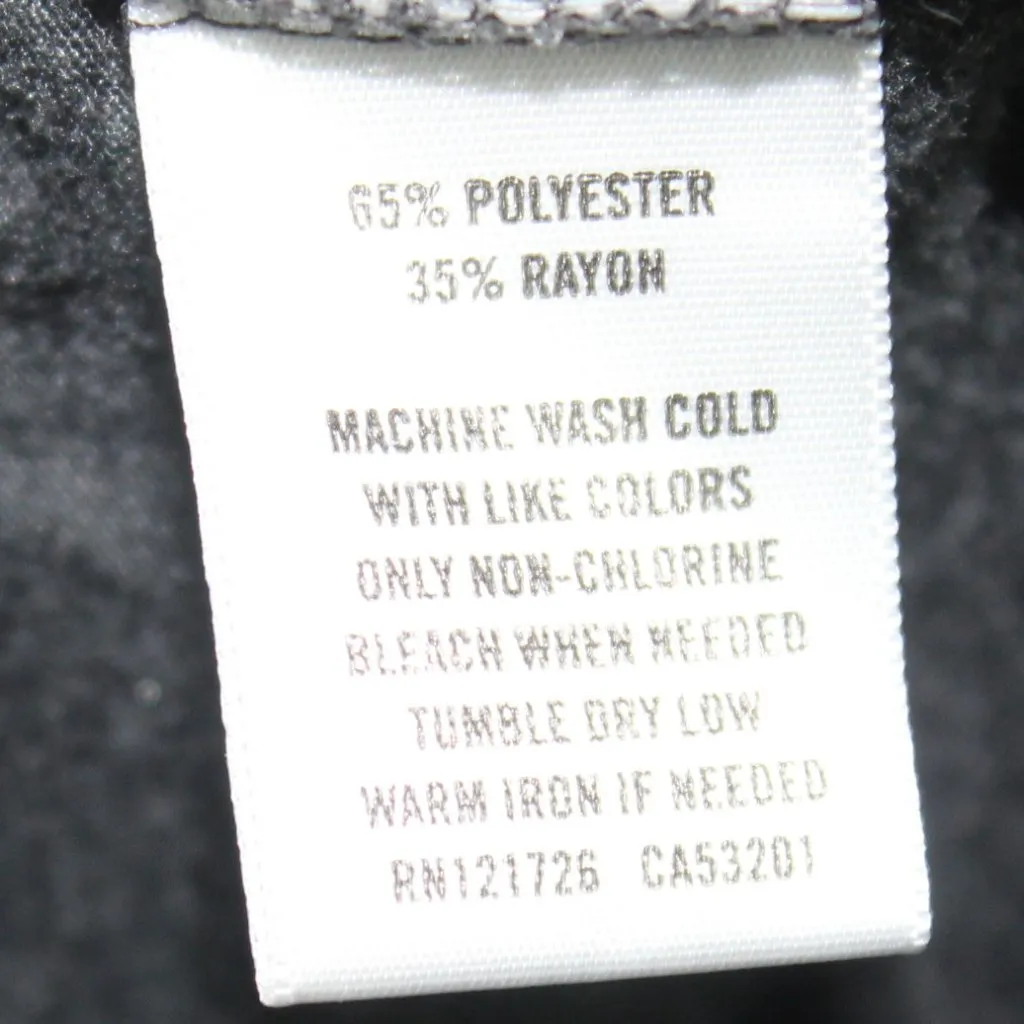 65% POLYESTER
35% RAYON
MACHINE WASH COLD
WITH LIKE COLORS
ONLY NON-CHLORINE
BLEACH WHEN NEEDED
TUMBLE DRY LOW
WARM IRON IF NEEDED
RN121726 CA53201